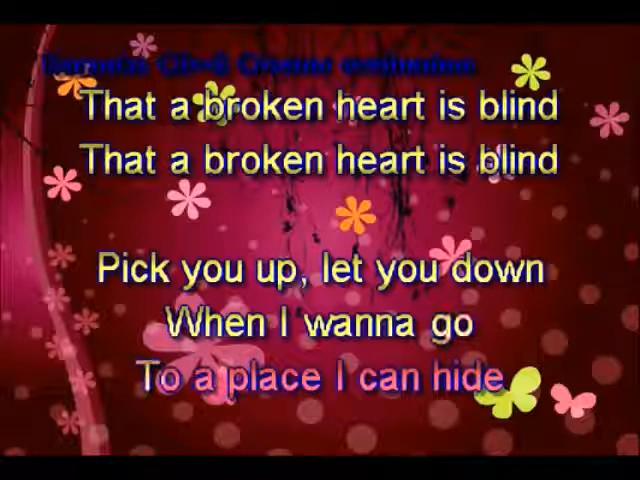 That a broken heart is blind
That a broken heart is blind
Pick you up, let you down
When I wanna go
To a place I can hide